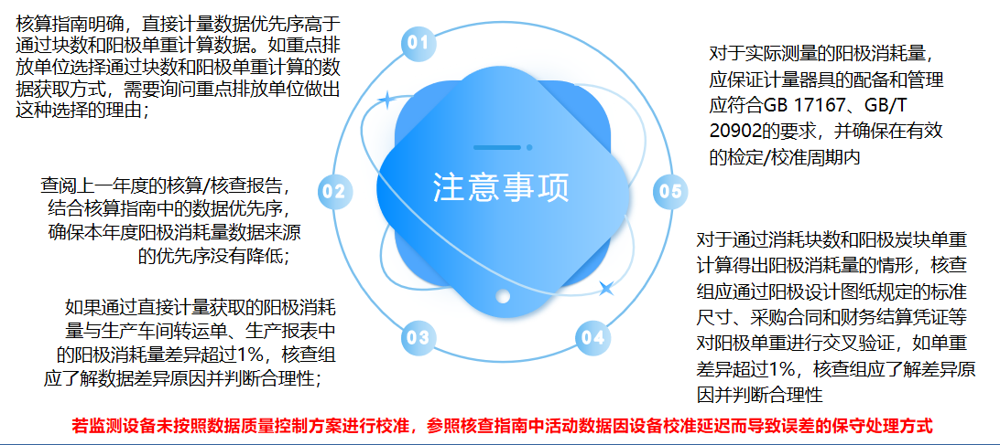 01
核算指南明确，直接计量数据优先序高于
通过块数和阳极单重计算数据。如重点排
放单位选择通过块数和阳极单重计算的数
据获取方式，需要询问重点排放单位做出
这种选择的理由；
02
查阅上一年度的核算/核查报告，
结合核算指南中的数据优先序，
确保本年度阳极消耗量数据来源
的优先序没有降低；
03
如果通过直接计量获取的阳极消耗
量与生产车间转运单、生产报表中
的阳极消耗量差异超过1%，核查组
应了解数据差异原因并判断合理性；
注意事项
05
对于实际测量的阳极消耗量，
应保证计量器具的配备和管理
应符合GB 17167、GB/T
20902的要求，并确保在有效
的检定/校准周期内
04
对于通过消耗块数和阳极炭块单重
计算得出阳极消耗量的情形，核查
组应通过阳极设计图纸规定的标准
尺寸、采购合同和财务结算凭证等
对阳极单重进行交叉验证，如单重
差异超过1%，核查组应了解差异原
因并判断合理性
若监测设备未按照数据质量控制方案进行校准，参照核查指南中活动数据因设备校准延迟而导致误差的保守处理方式